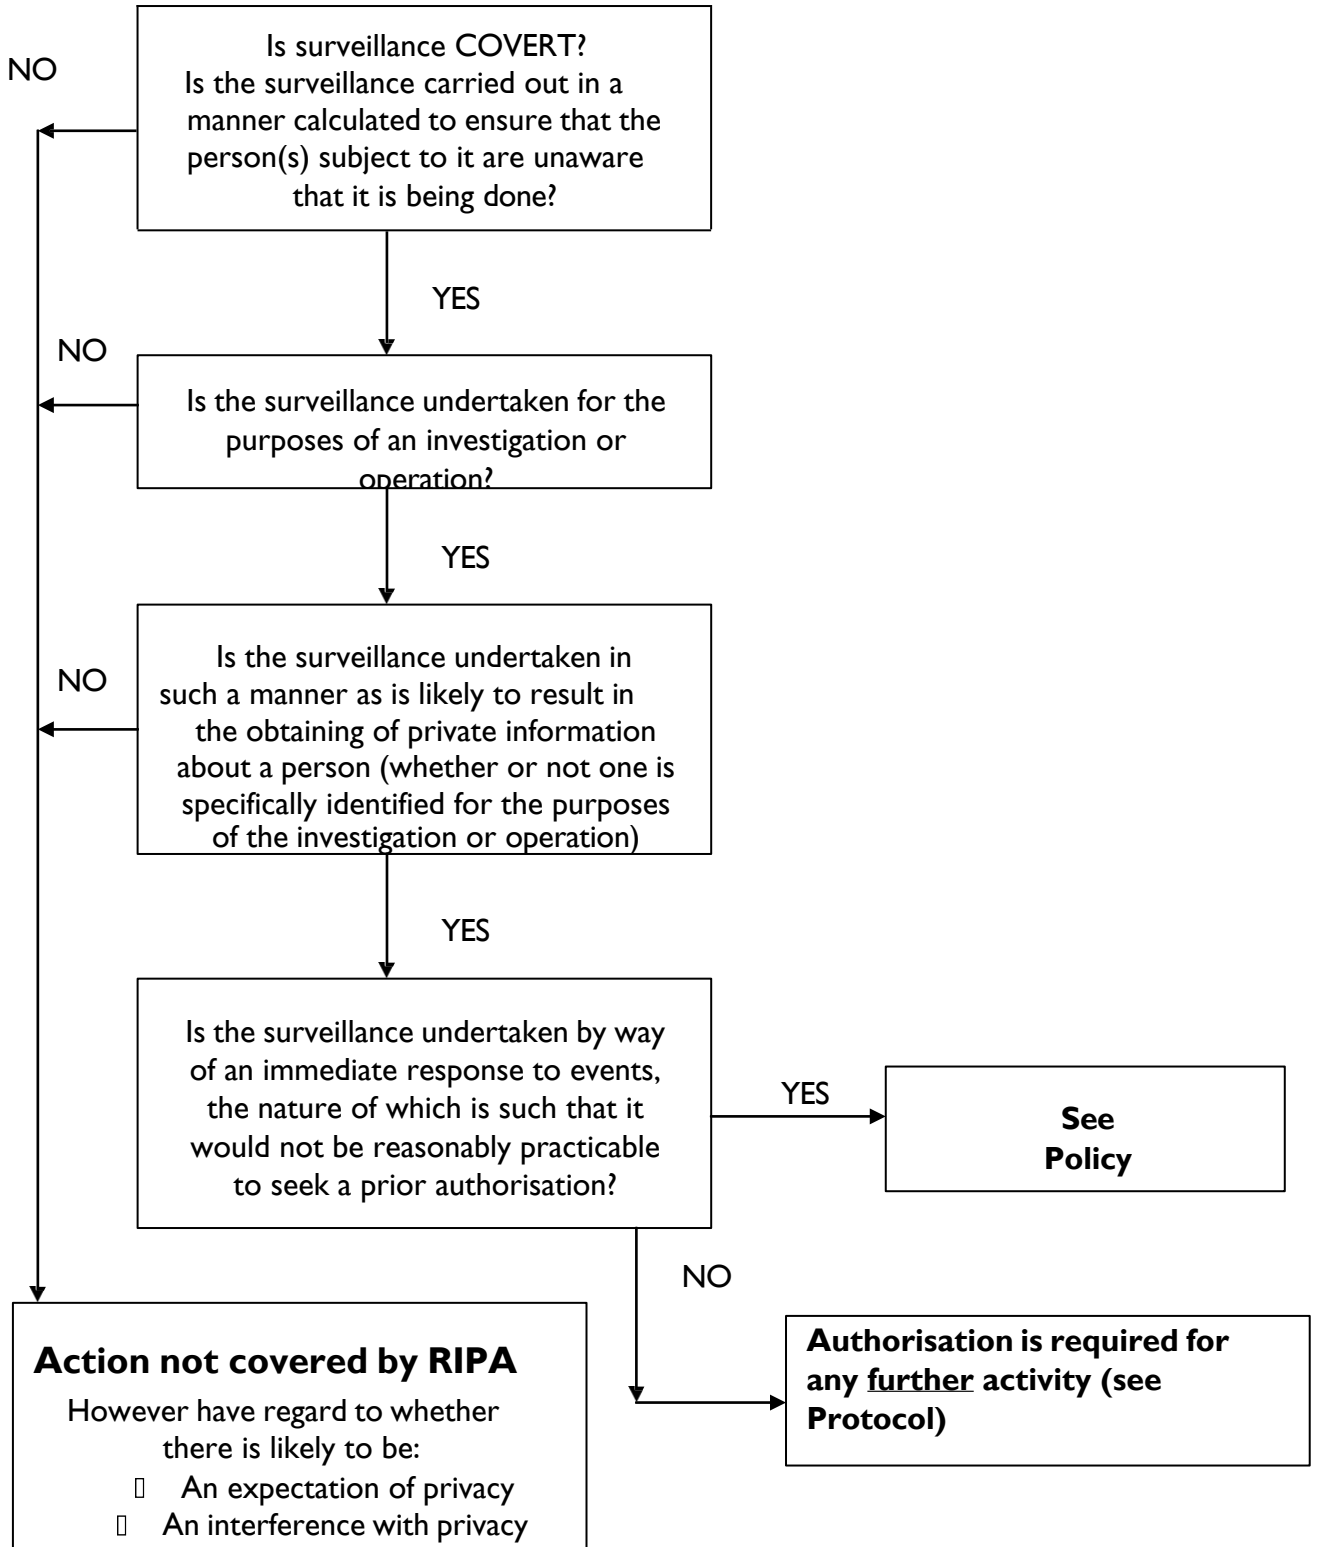 Is surveillance COVERT?
Is the surveillance carried out in a
manner calculated to ensure that the
person(s) subject to it are unaware
that it is being done?
NO
YES
NO
Is the surveillance undertaken for the
purposes of an investigation or
operation?
YES
NO
Is the surveillance undertaken in
such a manner as is likely to result in
the obtaining of private information
about a person (whether or not one is
specifically identified for the purposes
of the investigation or operation)
YES
Is the surveillance undertaken by way
of an immediate response to events,
the nature of which is such that it
would not be reasonably practicable
to seek a prior authorisation?
YES
See
Policy
NO
Authorisation is required for
any further activity (see
Protocol)
Action not covered by RIPA
However have regard to whether
there is likely to be:
An expectation of privacy
An interference with privacy